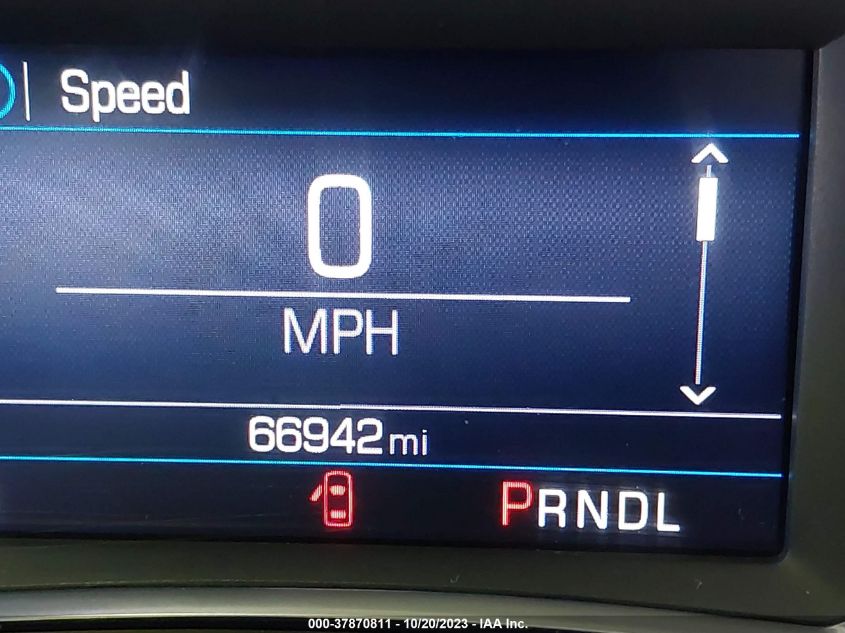 Speed
0
MPH
66942 mi
PRNDL
000-37870811 - 10/20/2023 - IAA Inc.